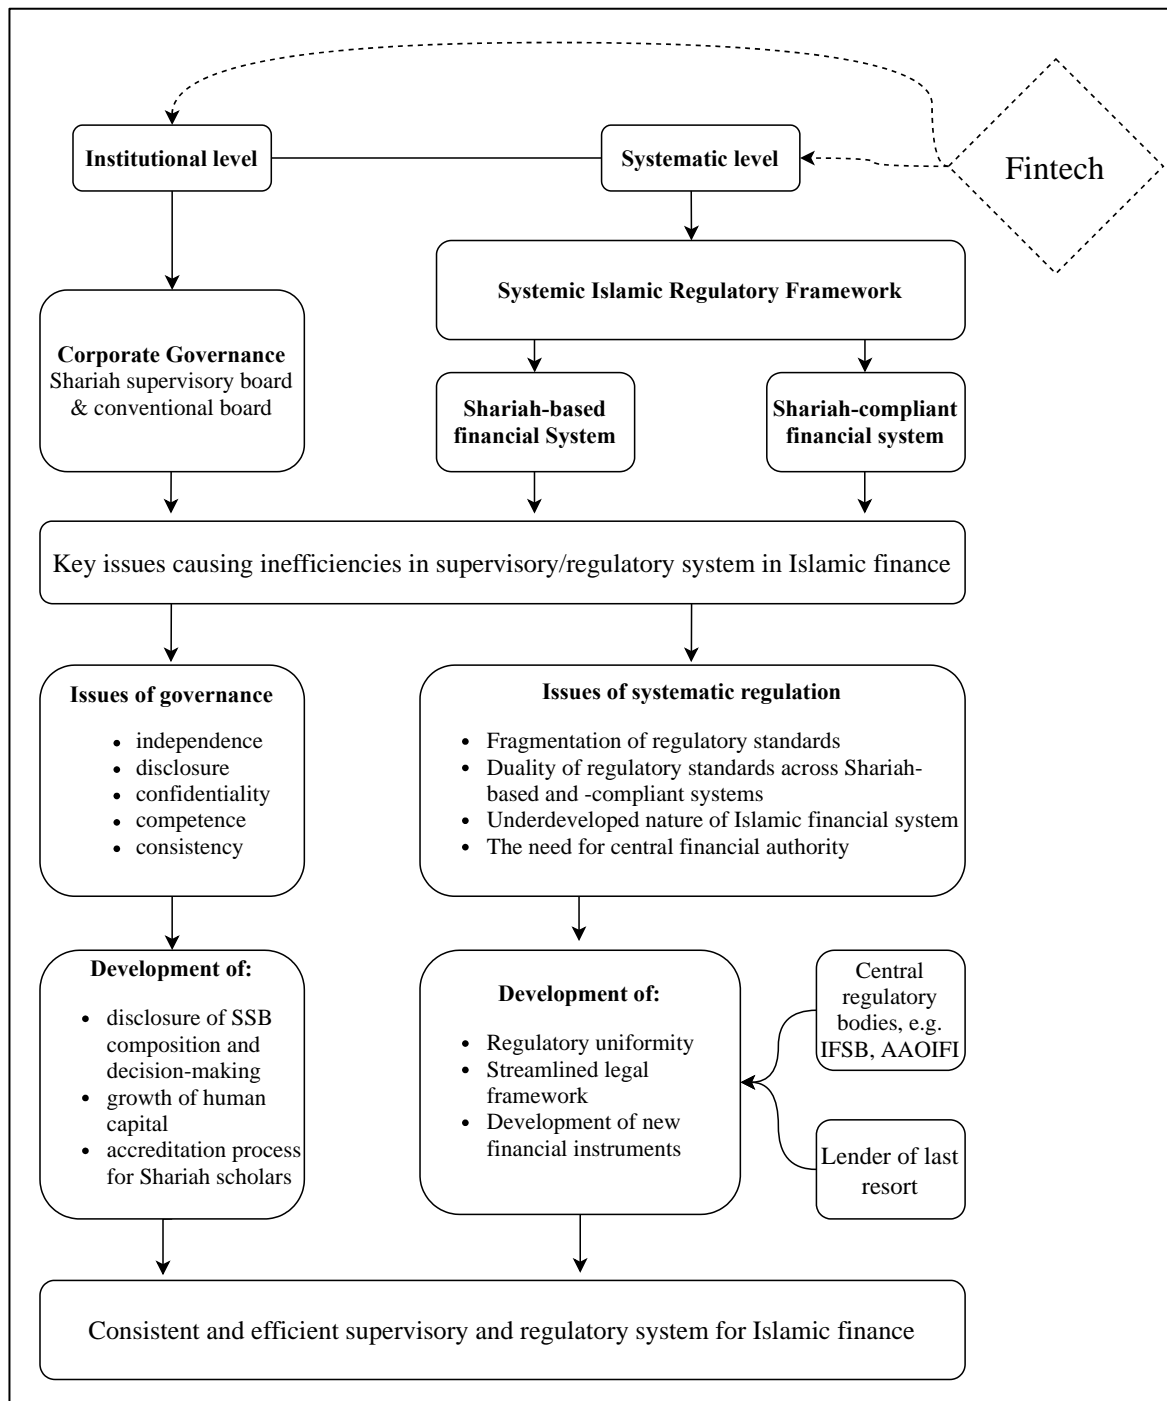 Institutional level
Systematic level
Fintech
Systemic Islamic Regulatory Framework
Corporate Governance
Shariah supervisory board
& conventional board
Shariah-based
financial System
Shariah-compliant
financial system
Key issues causing inefficiencies in supervisory/regulatory system in Islamic finance
Issues of governance
• independence
• disclosure
• confidentiality
• competence
• consistency
Issues of systematic regulation
• Fragmentation of regulatory standards
• Duality of regulatory standards across Shariah-
based and -compliant systems
• Underdeveloped nature of Islamic financial system
• The need for central financial authority
Development of:
• disclosure of SSB
composition and
decision-making
• growth of human
capital
• accreditation process
for Shariah scholars
Development of:
• Regulatory uniformity
• Streamlined legal
framework
• Development of new
financial instruments
Central
regulatory
bodies, e.g.
IFSB, AAOIFI
Lender of last
resort
Consistent and efficient supervisory and regulatory system for Islamic finance